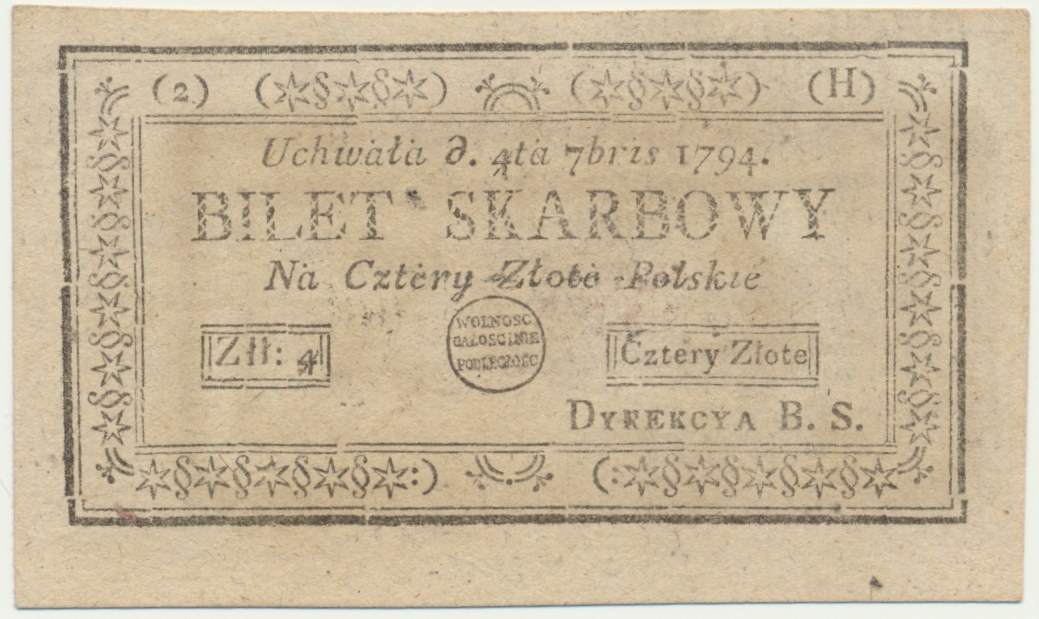 (2) (H)
Uchwała d. 4ta 7bris 1794.
BILET SKARBOWY
Na Cztery Złote Polskie
Złł: 4
WOLNOSC
CAŁOSC I NIE
PODLEGŁOSC
Cztery Złote
DYREKCYA B. S.